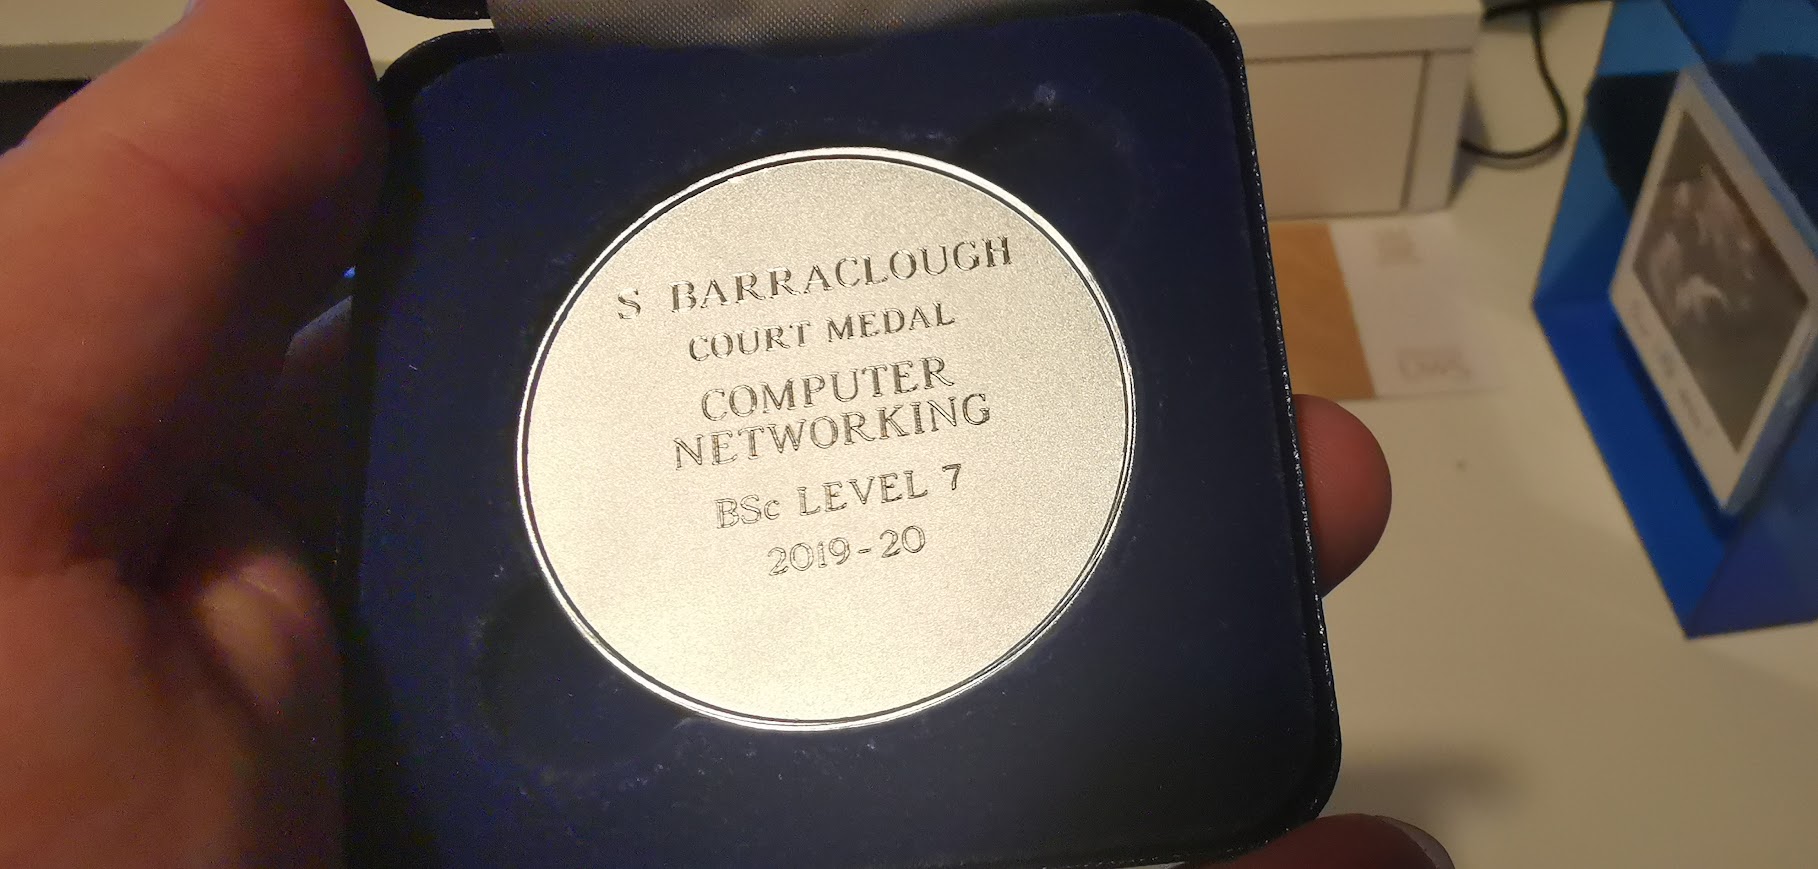 S BARRACLOUGH
COURT MEDAL
COMPUTER
NETWORKING
BSc LEVEL 7
2019-20